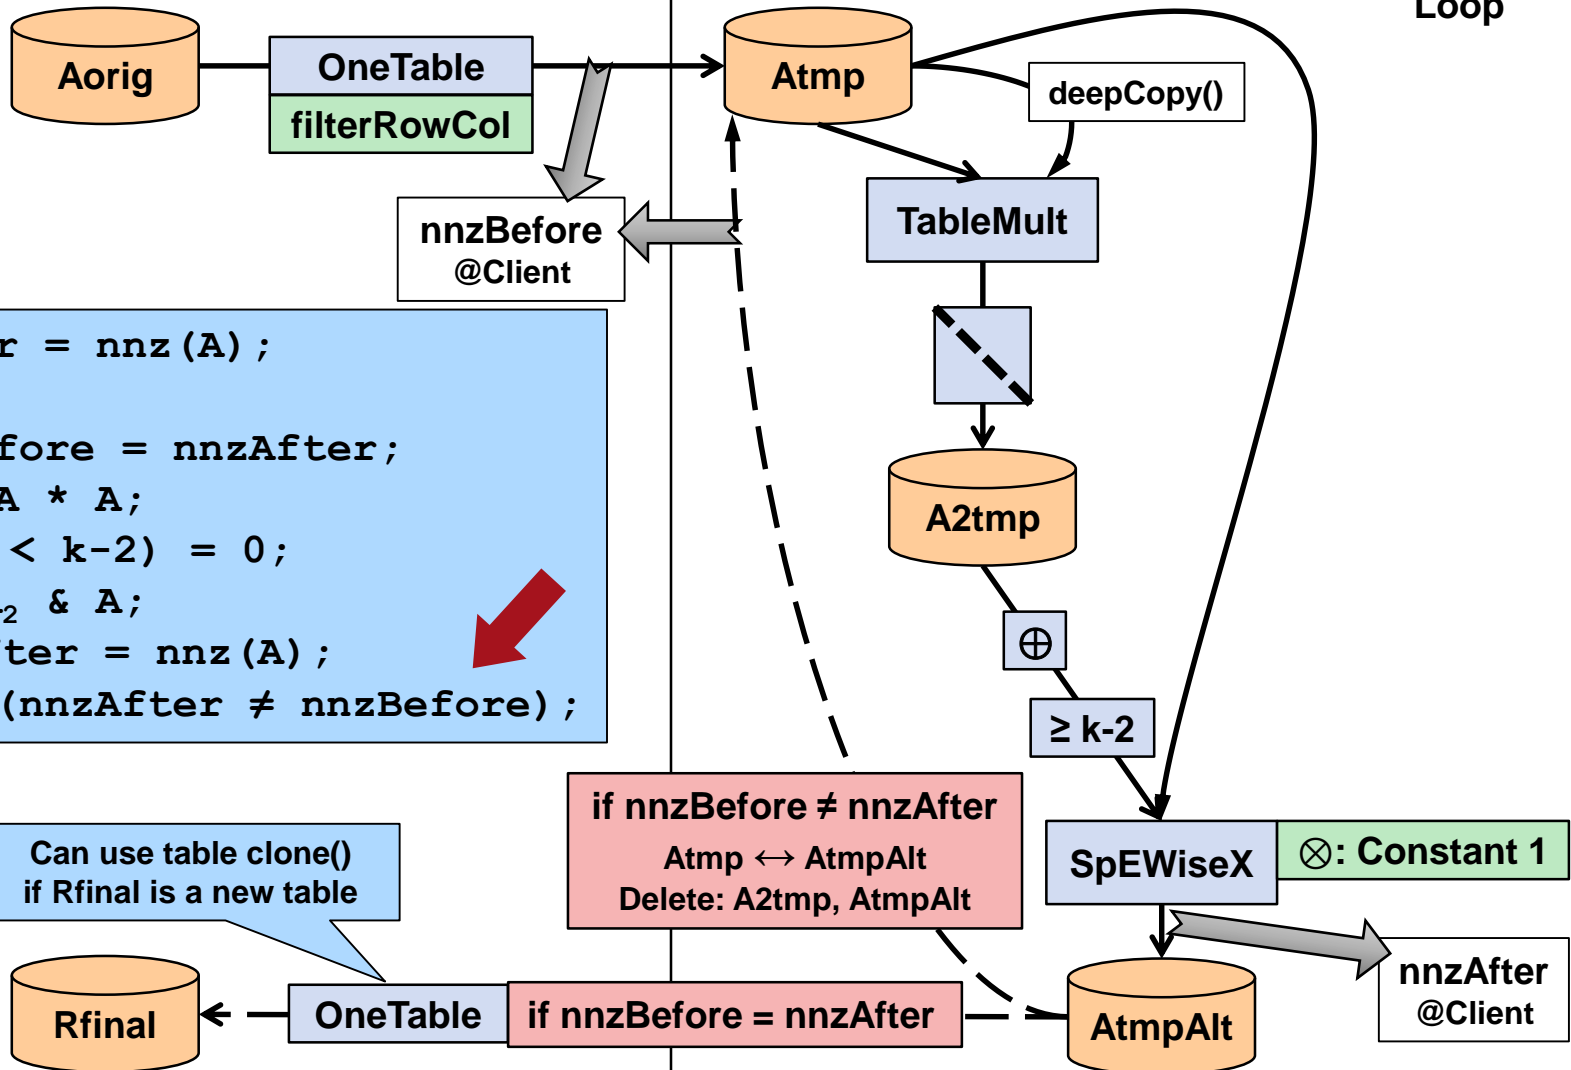 Loop
Aorig
OneTable
filterRowCol
Atmp
deepCopy()
nnzBefore
@Client
TableMult
r = nnz(A);
fore = nnzAfter;
A * A;
< k-2) = 0;
2 & A;
ter = nnz(A);
(nnzAfter ≠ nnzBefore);
A2tmp
⊕
≥ k-2
if nnzBefore ≠ nnzAfter
Atmp ↔ AtmpAlt
Delete: A2tmp, AtmpAlt
SpEWiseX
⊗: Constant 1
Can use table clone()
if Rfinal is a new table
nnzAfter
@Client
Rfinal
OneTable
if nnzBefore = nnzAfter
AtmpAlt